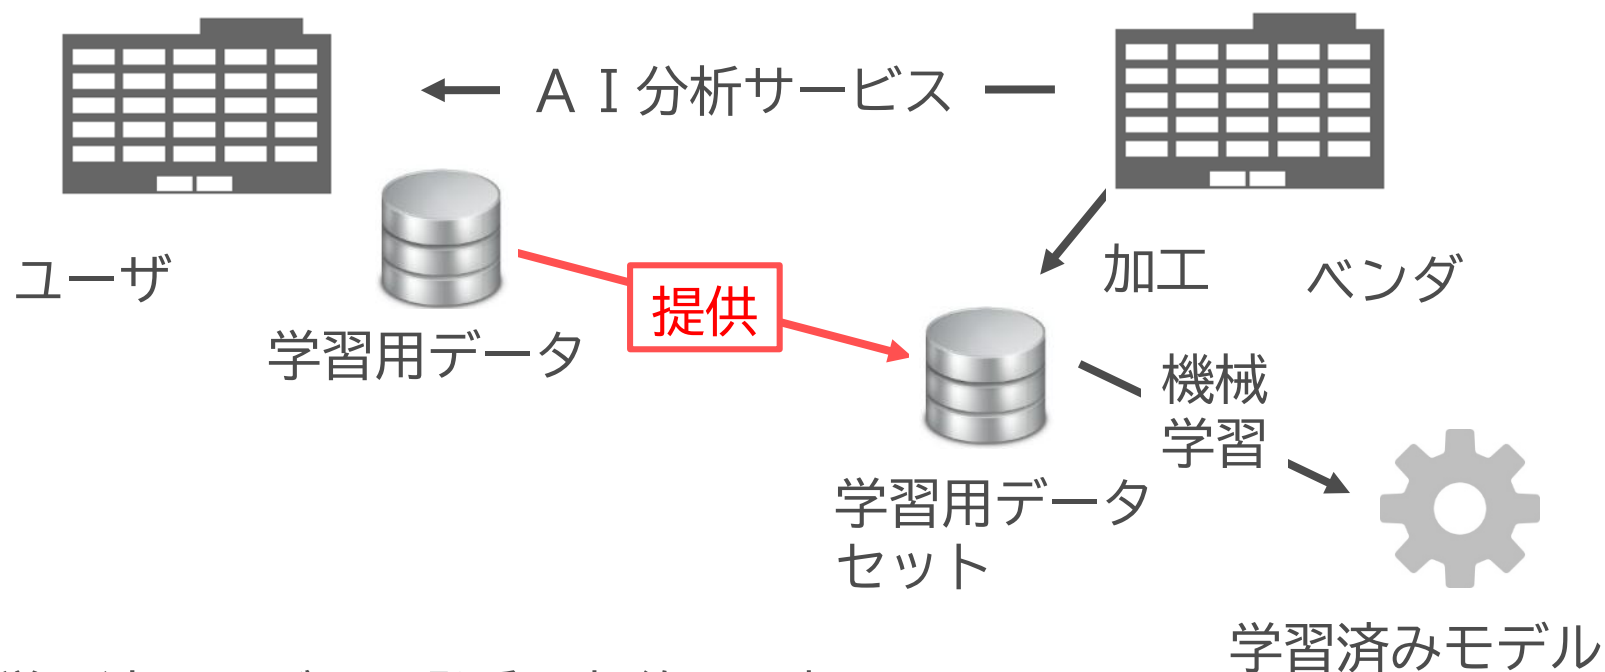 ＡＩ分析サービス
ユーザ
学習用データ
提供
加工
ベンダ
機械
学習
学習用データ
セット
学習済みモデル